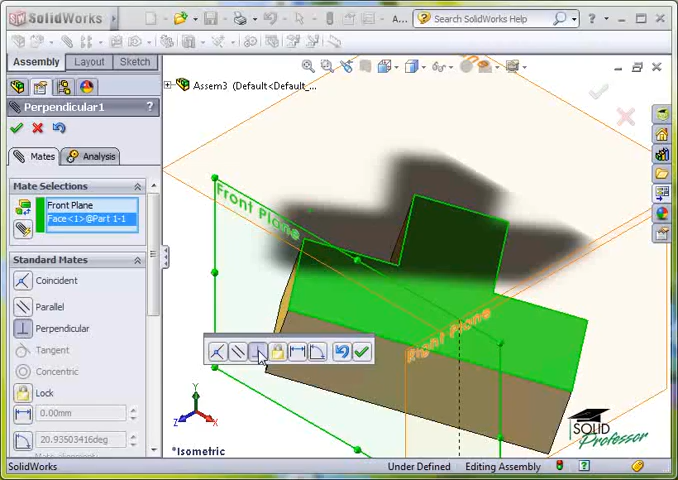 SolidWorks
A...
Search SolidWorks Help
?
Assembly
Layout
Sketch
Assem3 (Default<Default_...
Perpendicular1
?
Mates
Analysis
Mate Selections
Front Plane
Face<1>@Part 1-1
Standard Mates
Coincident
Parallel
Perpendicular
Tangent
Concentric
Lock
0.00mm
20.93503416deg
Front Plane
Right Plane
Y
Z
X
*Isometric
SOLID
Professor
SolidWorks
Under Defined
Editing Assembly
?